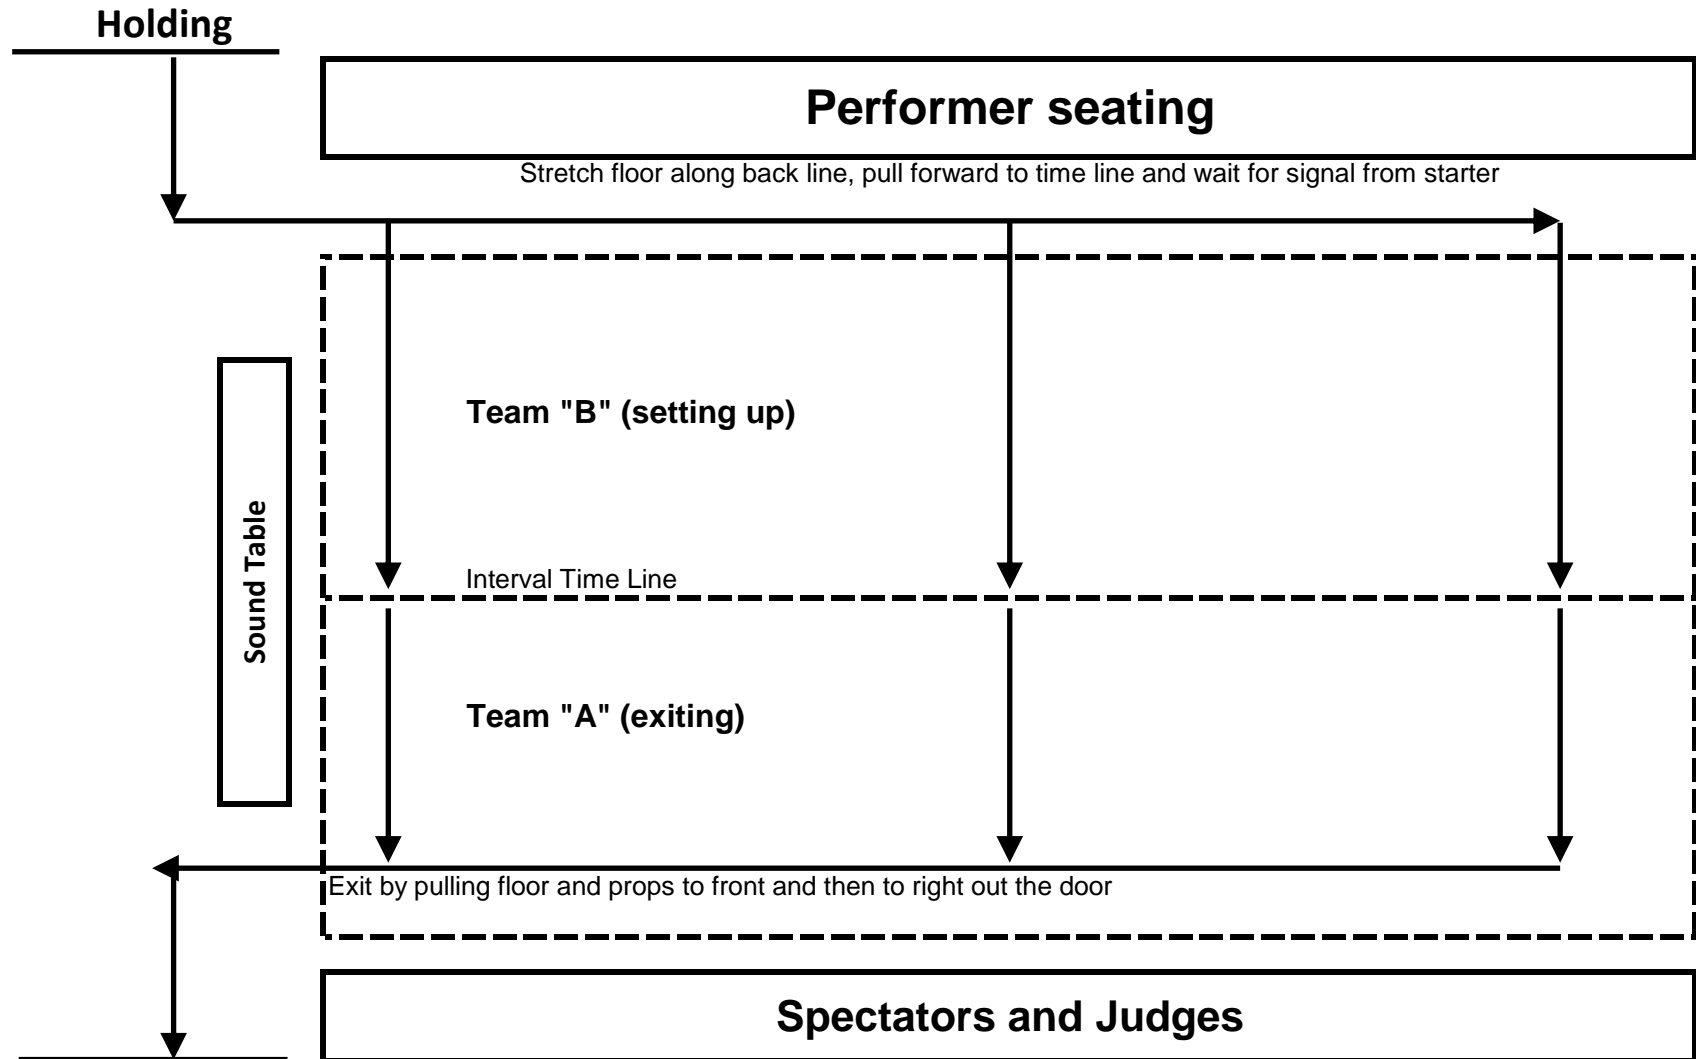 Holding
Performer seating
Stretch floor along back line, pull forward to time line and wait for signal from starter
Team "B" (setting up)
Sound Table
Interval Time Line
Team "A" (exiting)
Exit by pulling floor and props to front and then to right out the door
Spectators and Judges